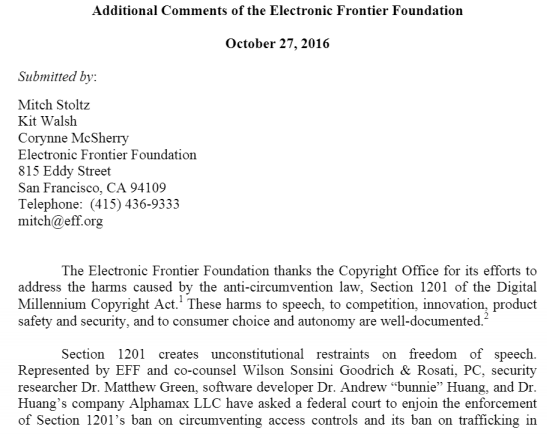 Additional Comments of the Electronic Frontier Foundation
October 27, 2016
Submitted by:
Mitch Stoltz
Kit Walsh
Corynne McSherry
Electronic Frontier Foundation
815 Eddy Street
San Francisco, CA 94109
Telephone: (415) 436-9333
mitch@eff.org
The Electronic Frontier Foundation thanks the Copyright Office for its efforts to
address the harms caused by the anti-circumvention law, Section 1201 of the Digital
Millennium Copyright Act.1 These harms to speech, to competition, innovation, product
safety and security, and to consumer choice and autonomy are well-documented.2
Section 1201 creates unconstitutional restraints on freedom of speech.
Represented by EFF and co-counsel Wilson Sonsini Goodrich & Rosati, PC, security
researcher Dr. Matthew Green, software developer Dr. Andrew “bunnie” Huang, and Dr.
Huang’s company Alphamax LLC have asked a federal court to enjoin the enforcement
of Section 1201’s ban on circumventing access controls and its ban on trafficking in